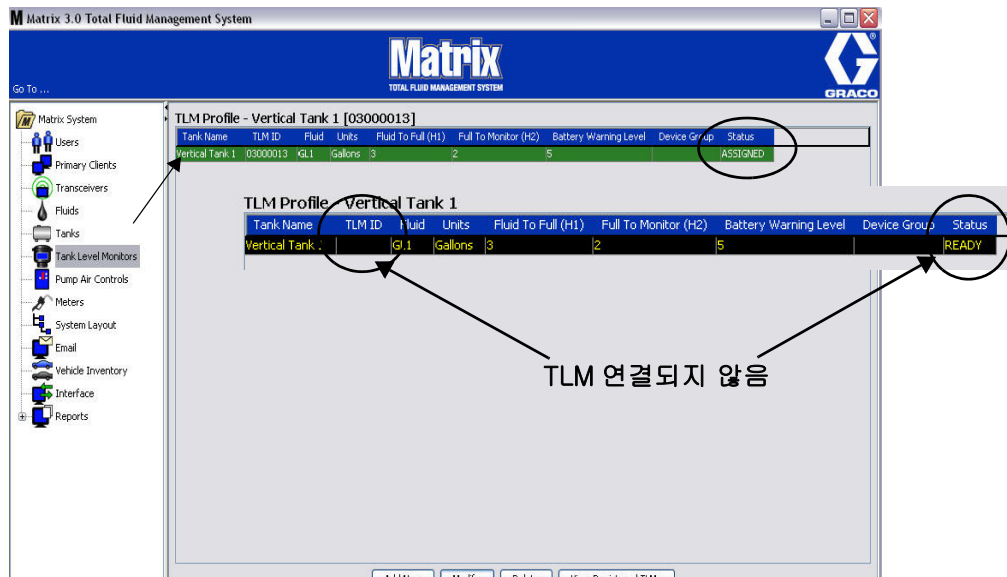 Matrix 3.0 Total Fluid Management System
Matrix
TOTAL FLUID MANAGEMENT SYSTEM
GRACO
Go To ...
Matrix System
Users
Primary Clients
Transceivers
Fluids
Tanks
Tank Level Monitors
Pump Air Controls
Meters
System Layout
Email
Vehicle Inventory
Interface
Reports
TLM Profile - Vertical Tank 1 [03000013]
Tank Name TLM ID Fluid Units Fluid To Full (H1) Full To Monitor (H2) Battery Warning Level Device Group Status
Vertical Tank 1 03000013 GL1 Gallons 3 2 5 ASSIGNED
TLM Profile - Vertical Tank 1
Tank Name TLM ID Fluid Units Fluid To Full (H1) Full To Monitor (H2) Battery Warning Level Device Group Status
Vertical Tank GL1 Gallons 3 2 5 READY
TLM 연결되지 않음